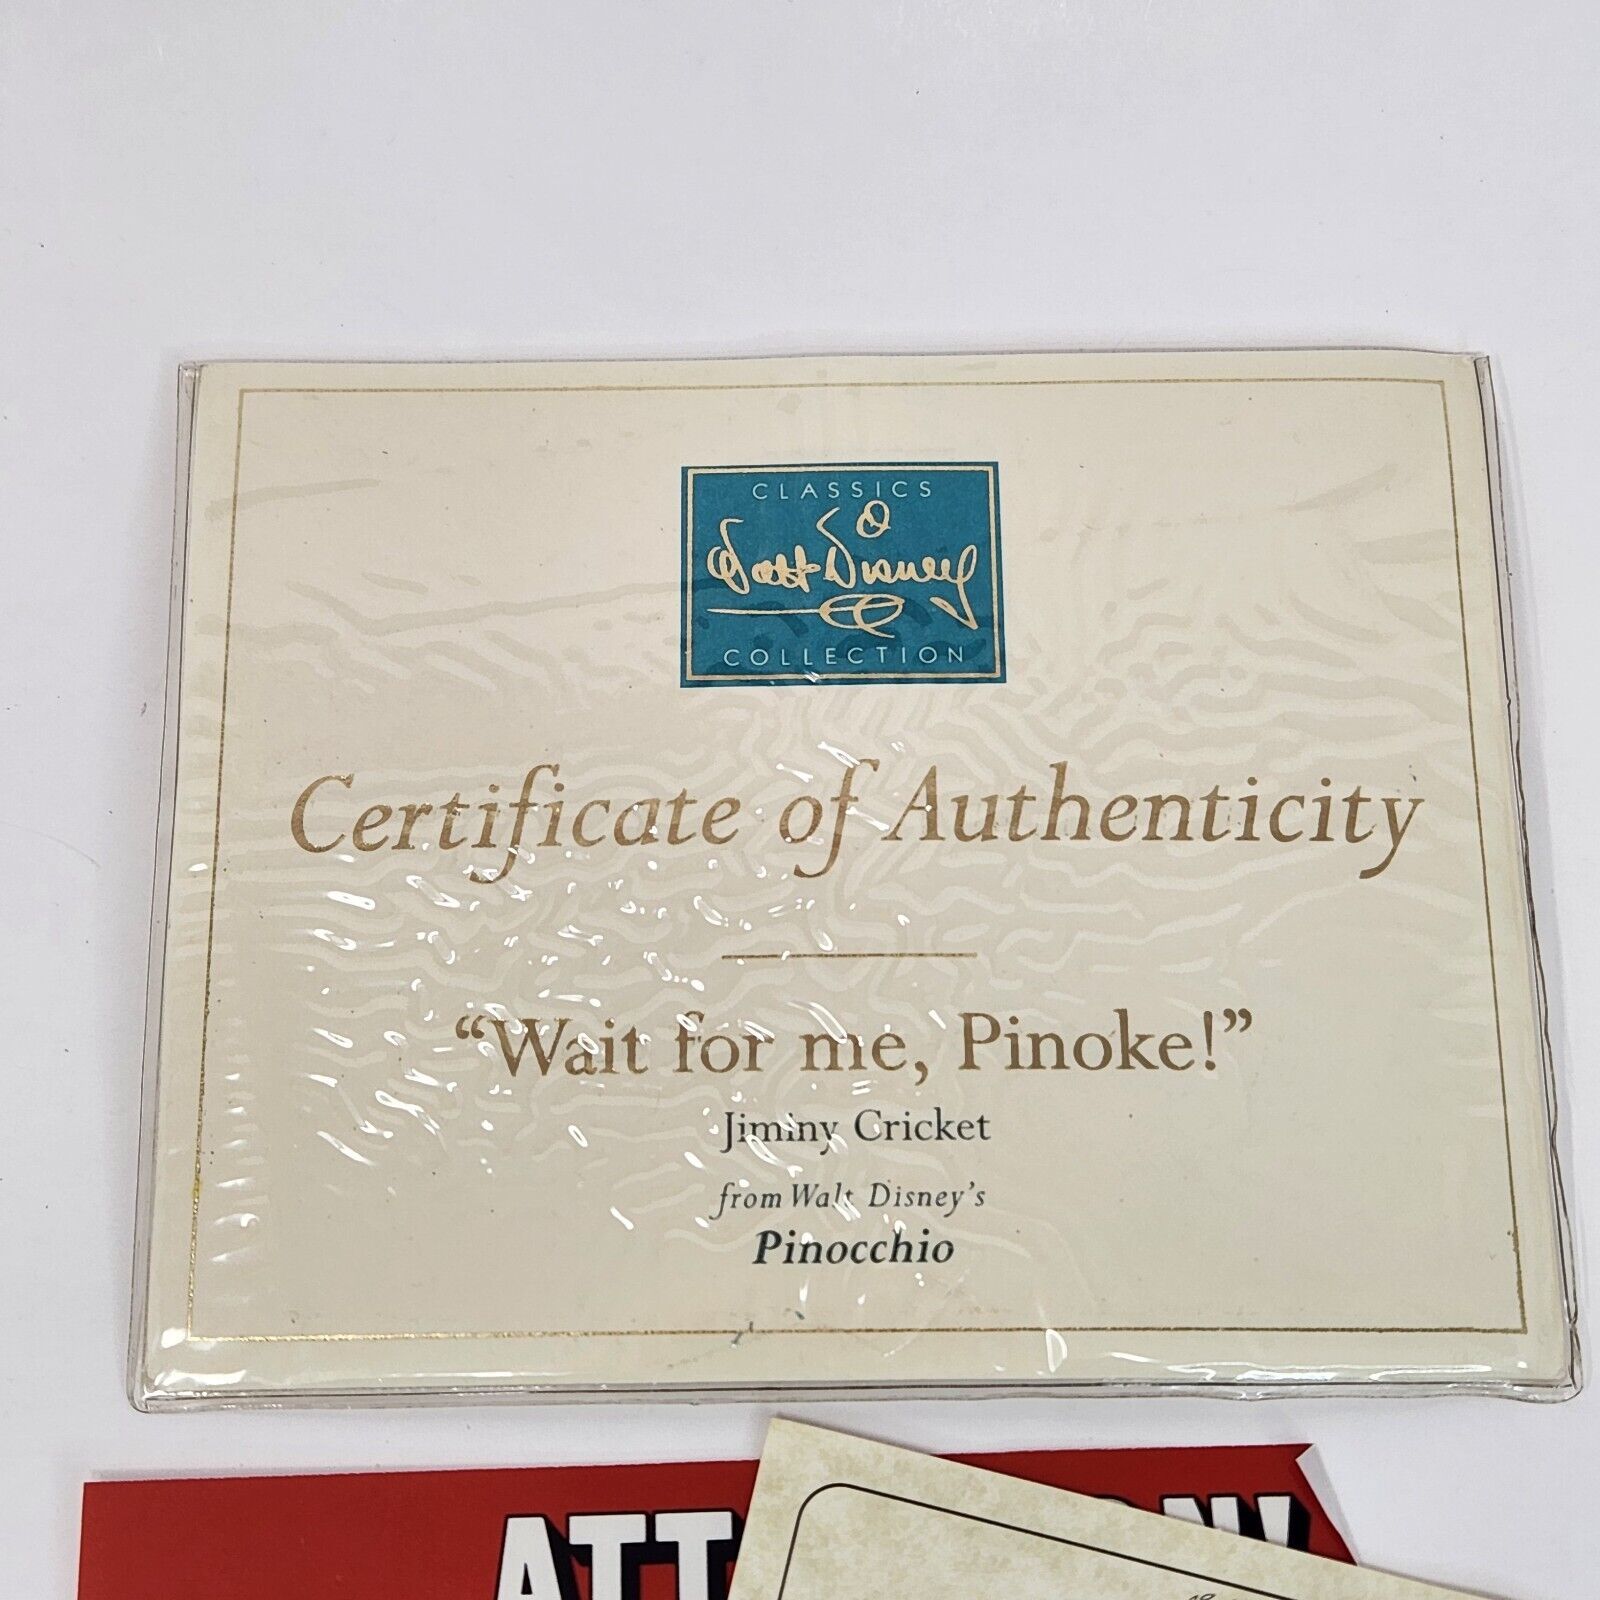 CLASSICS
Walt Disney
COLLECTION
Certificate of Authenticity
“Wait for me, Pinoke!”
Jiminy Cricket
from Walt Disney’s
Pinocchio